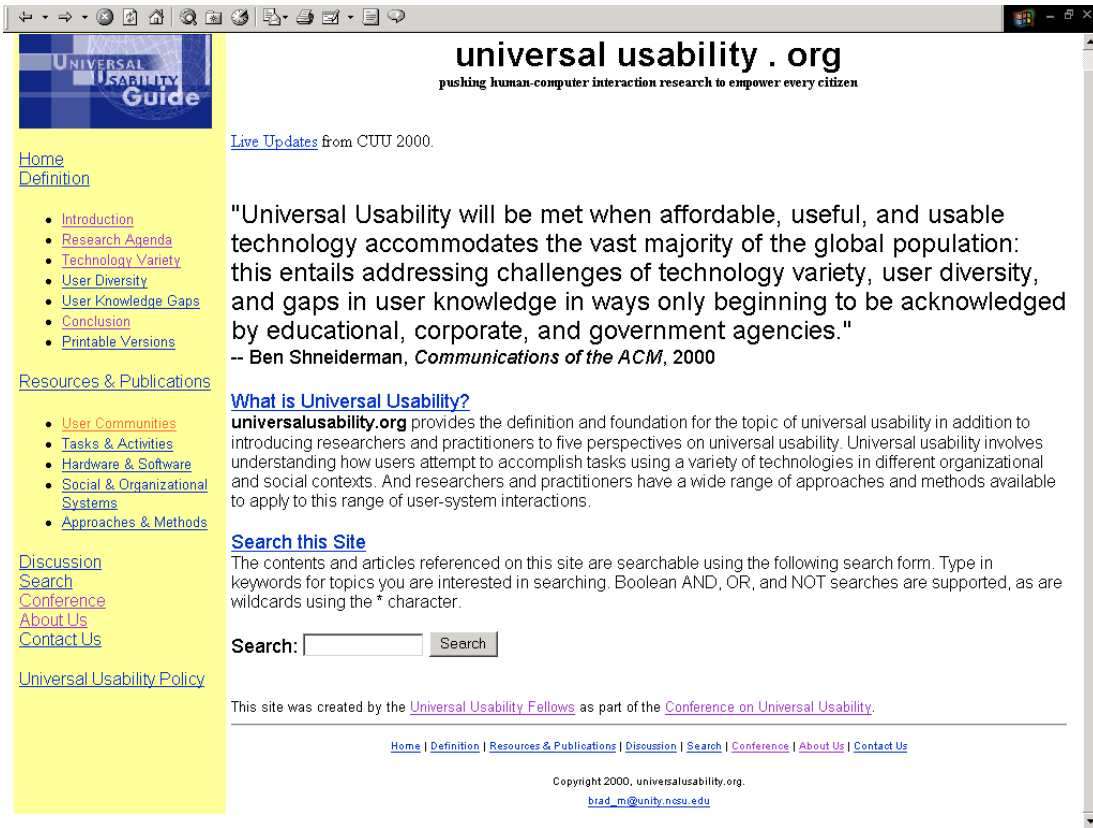 UNIVERSAL
USABILITY
Guide
universal usability . org
pushing human-computer interaction research to empower every citizen
Live Updates from CUU 2000.
Home
Definition
Introduction
Research Agenda
Technology Variety
User Diversity
User Knowledge Gaps
Conclusion
Printable Versions
Resources & Publications
User Communities
Tasks & Activities
Hardware & Software
Social & Organizational
Systems
Approaches & Methods
Discussion
Search
Conference
About Us
Contact Us
Universal Usability Policy
"Universal Usability will be met when affordable, useful, and usable
technology accommodates the vast majority of the global population:
this entails addressing challenges of technology variety, user diversity,
and gaps in user knowledge in ways only beginning to be acknowledged
by educational, corporate, and government agencies."
-- Ben Shneiderman, Communications of the ACM, 2000
What is Universal Usability?
universalusability.org provides the definition and foundation for the topic of universal usability in addition to
introducing researchers and practitioners to five perspectives on universal usability. Universal usability involves
understanding how users attempt to accomplish tasks using a variety of technologies in different organizational
and social contexts. And researchers and practitioners have a wide range of approaches and methods available
to apply to this range of user-system interactions.
Search this Site
The contents and articles referenced on this site are searchable using the following search form. Type in
keywords for topics you are interested in searching. Boolean AND, OR, and NOT searches are supported, as are
wildcards using the * character.
Search: Search
This site was created by the Universal Usability Fellows as part of the Conference on Universal Usability.
Home | Definition | Resources & Publications | Discussion | Search | Conference | About Us | Contact Us
Copyright 2000, universalusability.org.
brad_m@unity.ncsu.edu